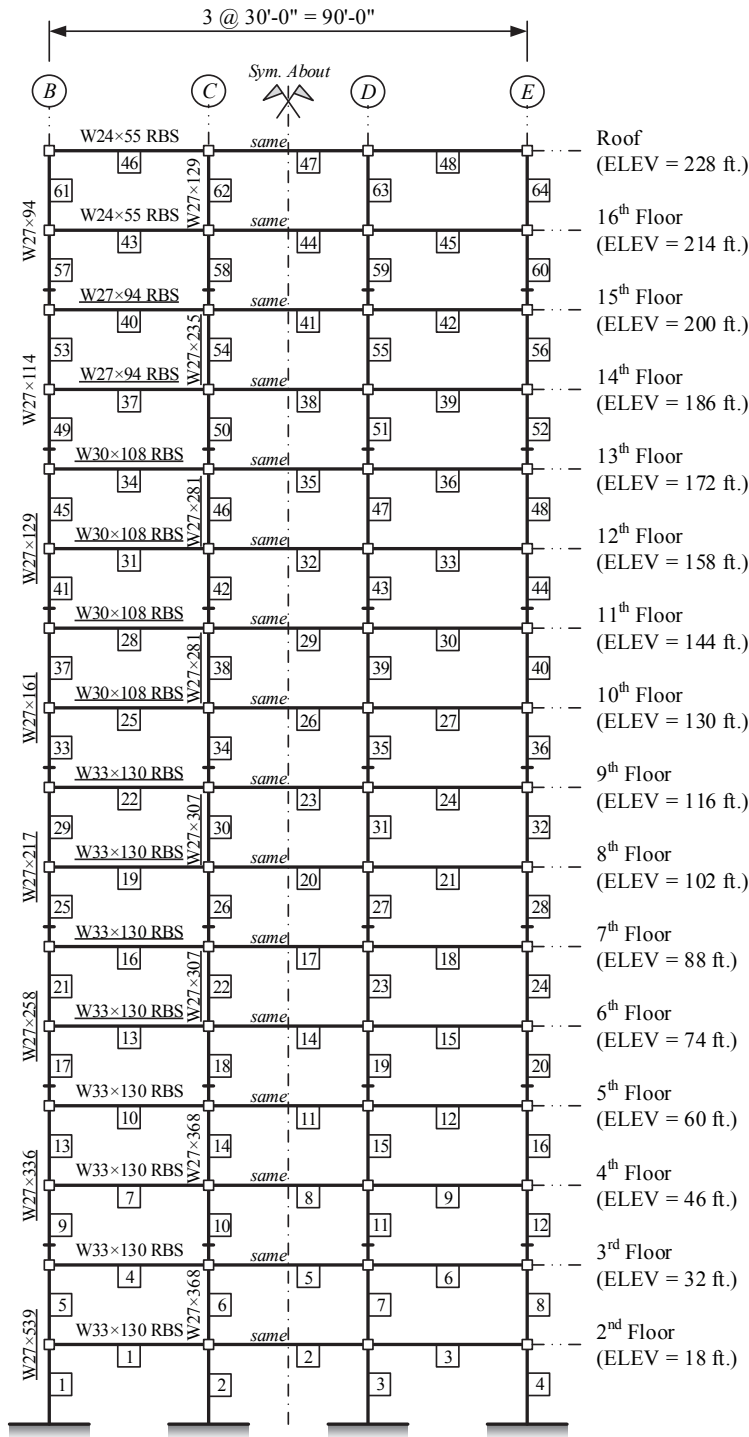 3 @ 30'-0" = 90'-0"
Sym. About
B
C
D
E
W24×55 RBS
same
Roof
46
47
48
(ELEV = 228 ft.)
W27×129
61
62
63
64
W27×94
W24×55 RBS
same
16th Floor
43
44
45
(ELEV = 214 ft.)
57
58
59
60
W27×94 RBS
same
15th Floor
40
41
42
(ELEV = 200 ft.)
W27×235
53
54
55
56
W27×114
W27×94 RBS
same
14th Floor
37
38
39
(ELEV = 186 ft.)
49
50
51
52
W30×108 RBS
same
13th Floor
34
35
36
(ELEV = 172 ft.)
W27×281
45
46
47
48
W27×129
W30×108 RBS
same
12th Floor
31
32
33
(ELEV = 158 ft.)
41
42
43
44
W30×108 RBS
same
11th Floor
28
29
30
(ELEV = 144 ft.)
W27×281
37
38
39
40
W27×161
W30×108 RBS
same
10th Floor
25
26
27
(ELEV = 130 ft.)
33
34
35
36
W33×130 RBS
same
9th Floor
22
23
24
(ELEV = 116 ft.)
W27×307
29
30
31
32
W27×217
W33×130 RBS
same
8th Floor
19
20
21
(ELEV = 102 ft.)
25
26
27
28
W33×130 RBS
same
7th Floor
16
17
18
(ELEV = 88 ft.)
W27×307
21
22
23
24
W27×258
W33×130 RBS
same
6th Floor
13
14
15
(ELEV = 74 ft.)
17
18
19
20
W33×130 RBS
same
5th Floor
10
11
12
(ELEV = 60 ft.)
W27×368
13
14
15
16
W27×336
W33×130 RBS
same
4th Floor
7
8
9
(ELEV = 46 ft.)
9
10
11
12
W33×130 RBS
same
3rd Floor
4
5
6
(ELEV = 32 ft.)
W27×368
5
6
7
8
W27×539
W33×130 RBS
same
2nd Floor
1
2
3
(ELEV = 18 ft.)
1
2
3
4